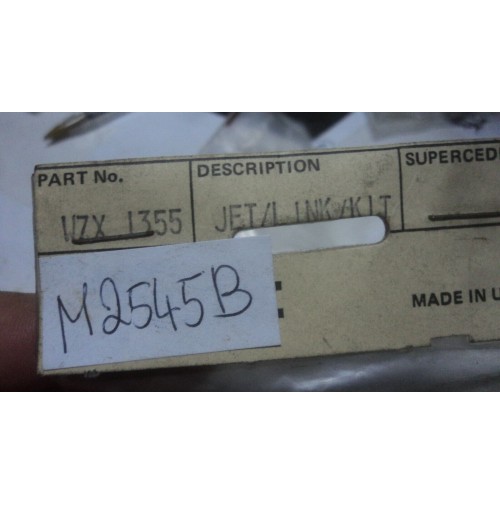 PART No.
DESCRIPTION
SUPERCED
WZX 1355
JET/LINK/KIT
M2545B
MADE IN U